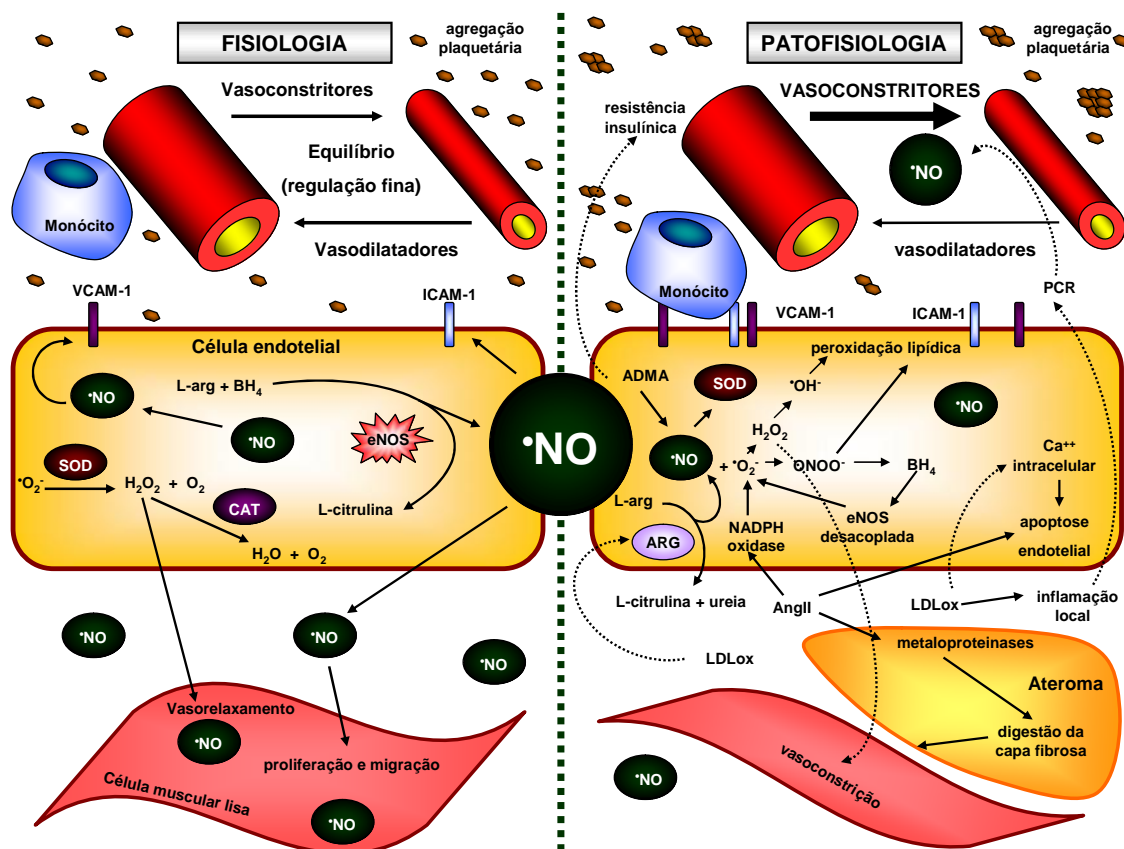 FISIOLOGIA
agregação
plaquetária
Vasoconstritores
Equilíbrio
(regulação fina)
Monócito
Vasodilatadores
VCAM-1
ICAM-1
Célula endotelial
L-arg + BH4
•NO
•NO
eNOS
•NO
SOD
•O2-
H2O2 + O2
CAT
L-citrulina
H2O + O2
•NO
•NO
•NO
Vasorelaxamento
•NO
proliferação e migração
Célula muscular lisa
•NO
PATOFISIOLOGIA
agregação
plaquetária
VASOCONSTRITORES
resistência
insulínica
•NO
Monócito
vasodilatadores
PCR
VCAM-1
ICAM-1
peroxidação lipídica
ADMA
SOD
•OH-
•NO
H2O2
•NO
+ •O2-
ONOO-
BH4
Ca++
intracelular
L-arg
NADPH
oxidase
eNOS
desacoplada
apoptose
endotelial
ARG
L-citrulina + ureia
AngII
LDLox
inflamação
local
LDLox
metaloproteinases
Ateroma
digestão da
capa fibrosa
vasoconstrição
•NO